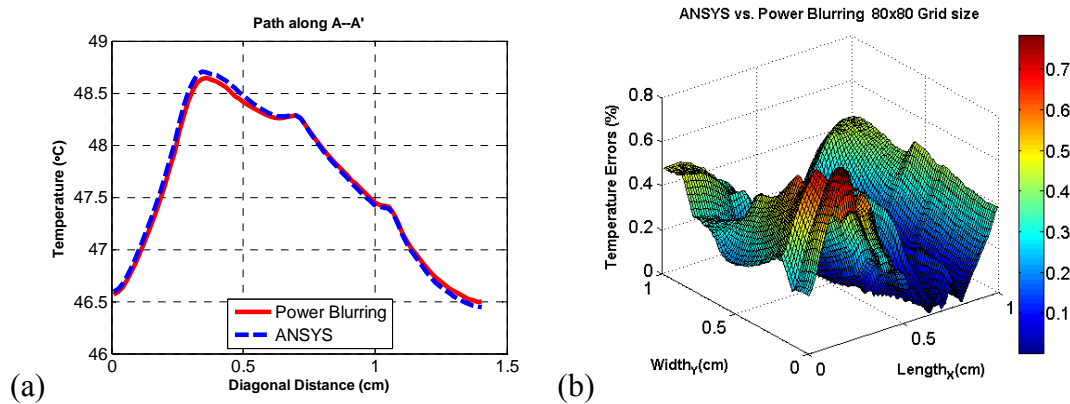 Path along A--A'
49
48.5
48
47.5
47
46.5
46
Temperature (ºC)
0
0.5
1
1.5
Diagonal Distance (cm)
Power Blurring
ANSYS
(a)
ANSYS vs. Power Blurring 80x80 Grid size
0.8
0.6
0.4
0.2
0
Temperature Errors (%)
1
0.5
0
WidthY(cm)
0
0.5
1
LengthX(cm)
0.7
0.6
0.5
0.4
0.3
0.2
0.1
(b)